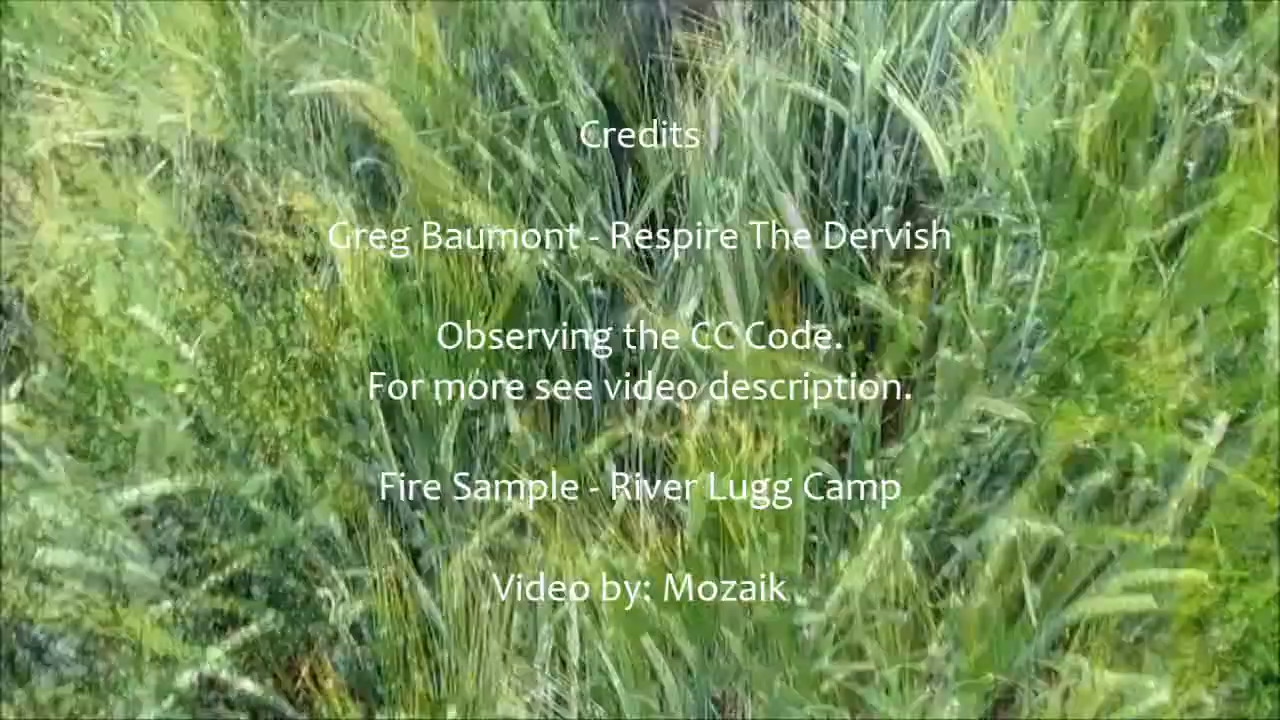 Credits
Greg Baumont - Respire The Dervish
Observing the CC Code.
For more see video description.
Fire Sample - River Lugg Camp
Video by: Mozaik